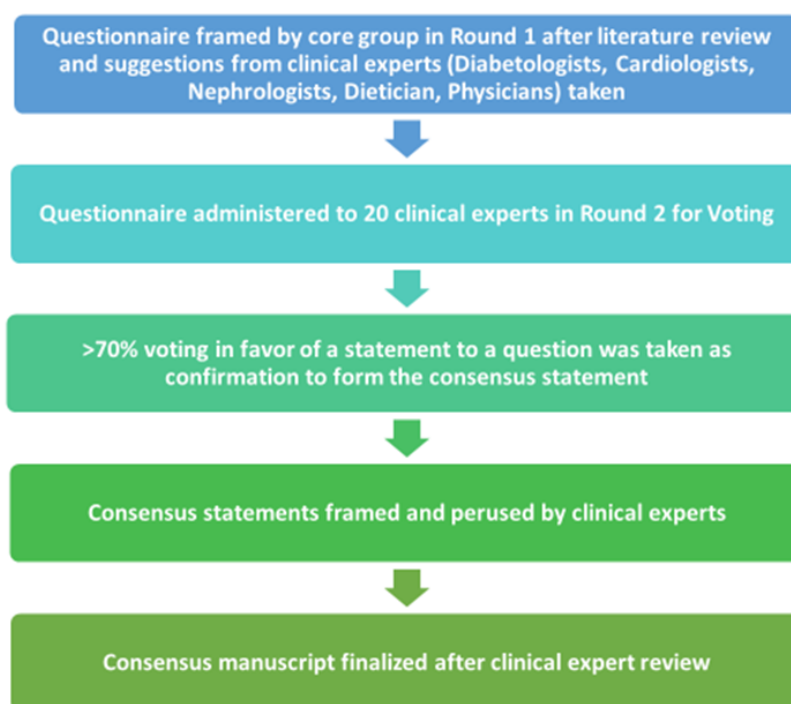 Questionnaire framed by core group in Round 1 after literature review
and suggestions from clinical experts (Diabetologists, Cardiologists,
Nephrologists, Dietician, Physicians) taken
Questionnaire administered to 20 clinical experts in Round 2 for Voting
>70% voting in favor of a statement to a question was taken as
confirmation to form the consensus statement
Consensus statements framed and perused by clinical experts
Consensus manuscript finalized after clinical expert review